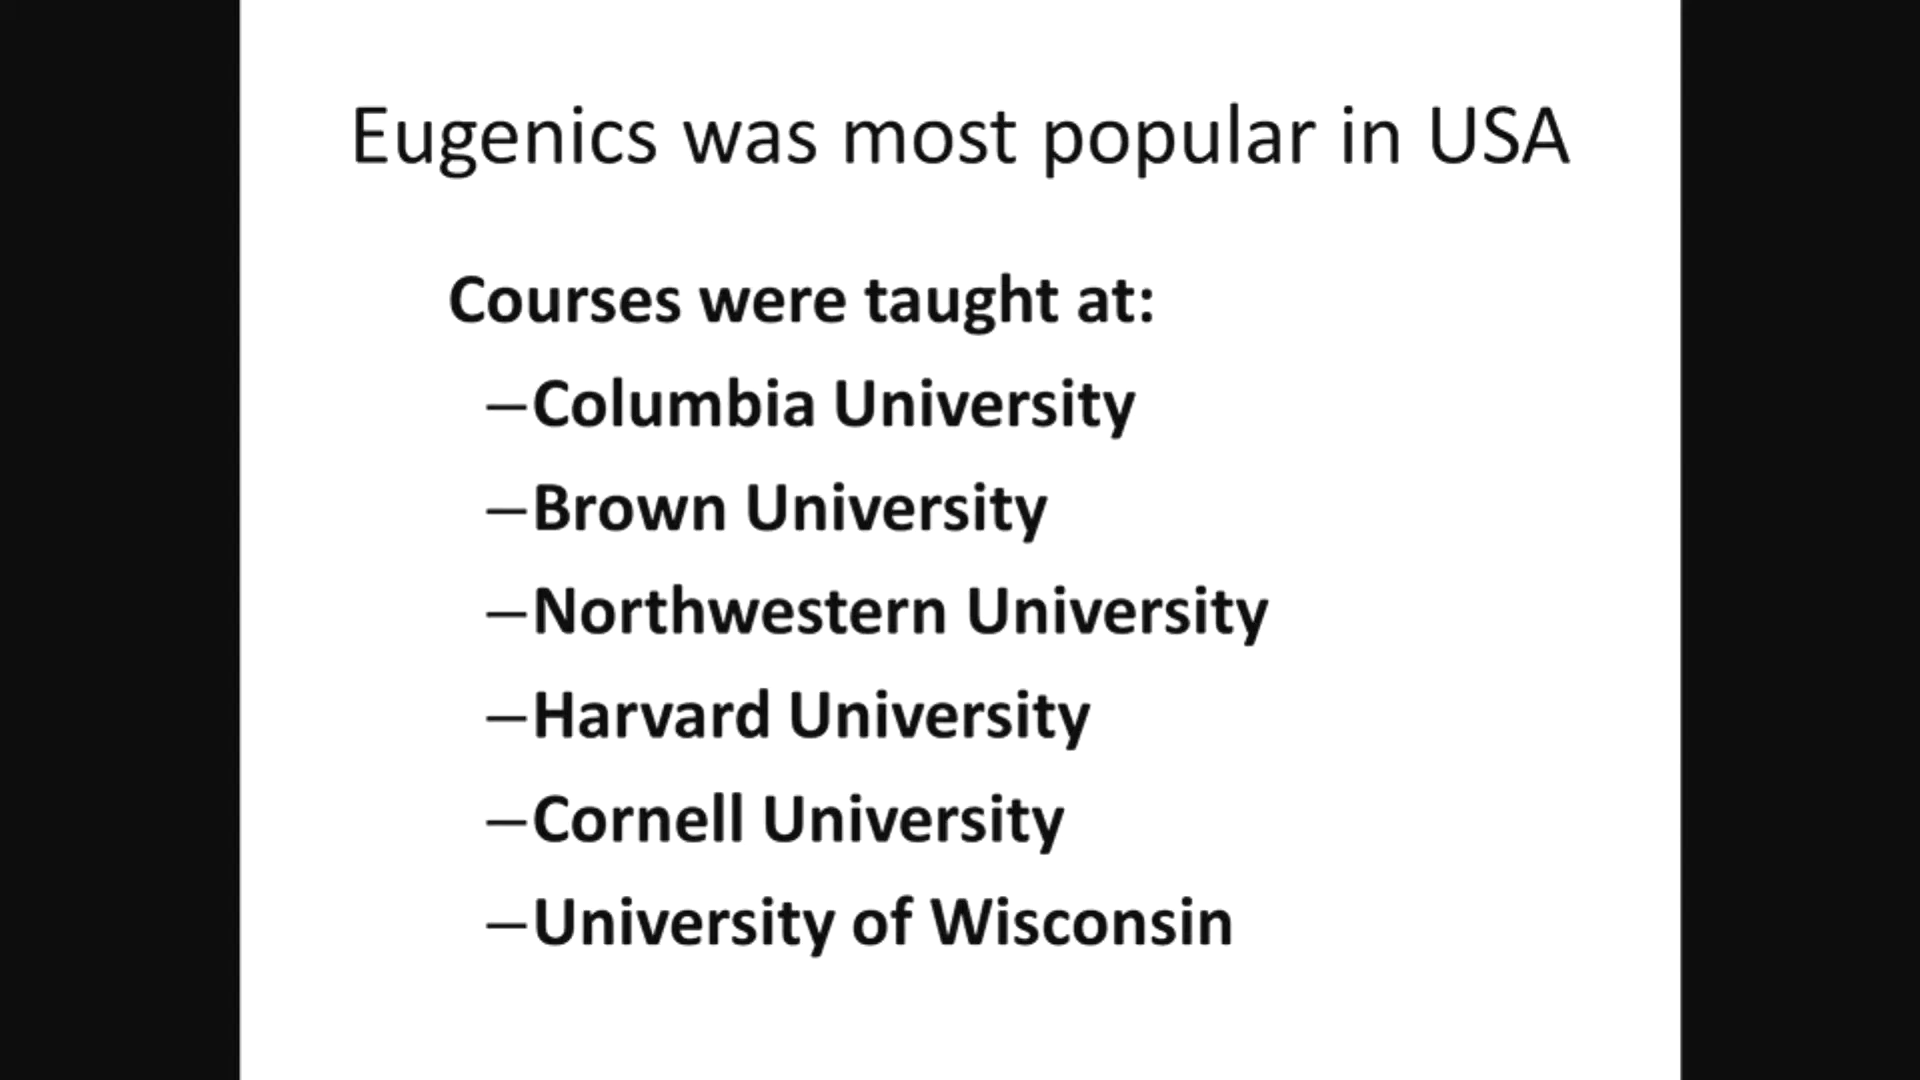 Eugenics was most popular in USA
Courses were taught at:
–Columbia University
–Brown University
–Northwestern University
–Harvard University
–Cornell University
–University of Wisconsin